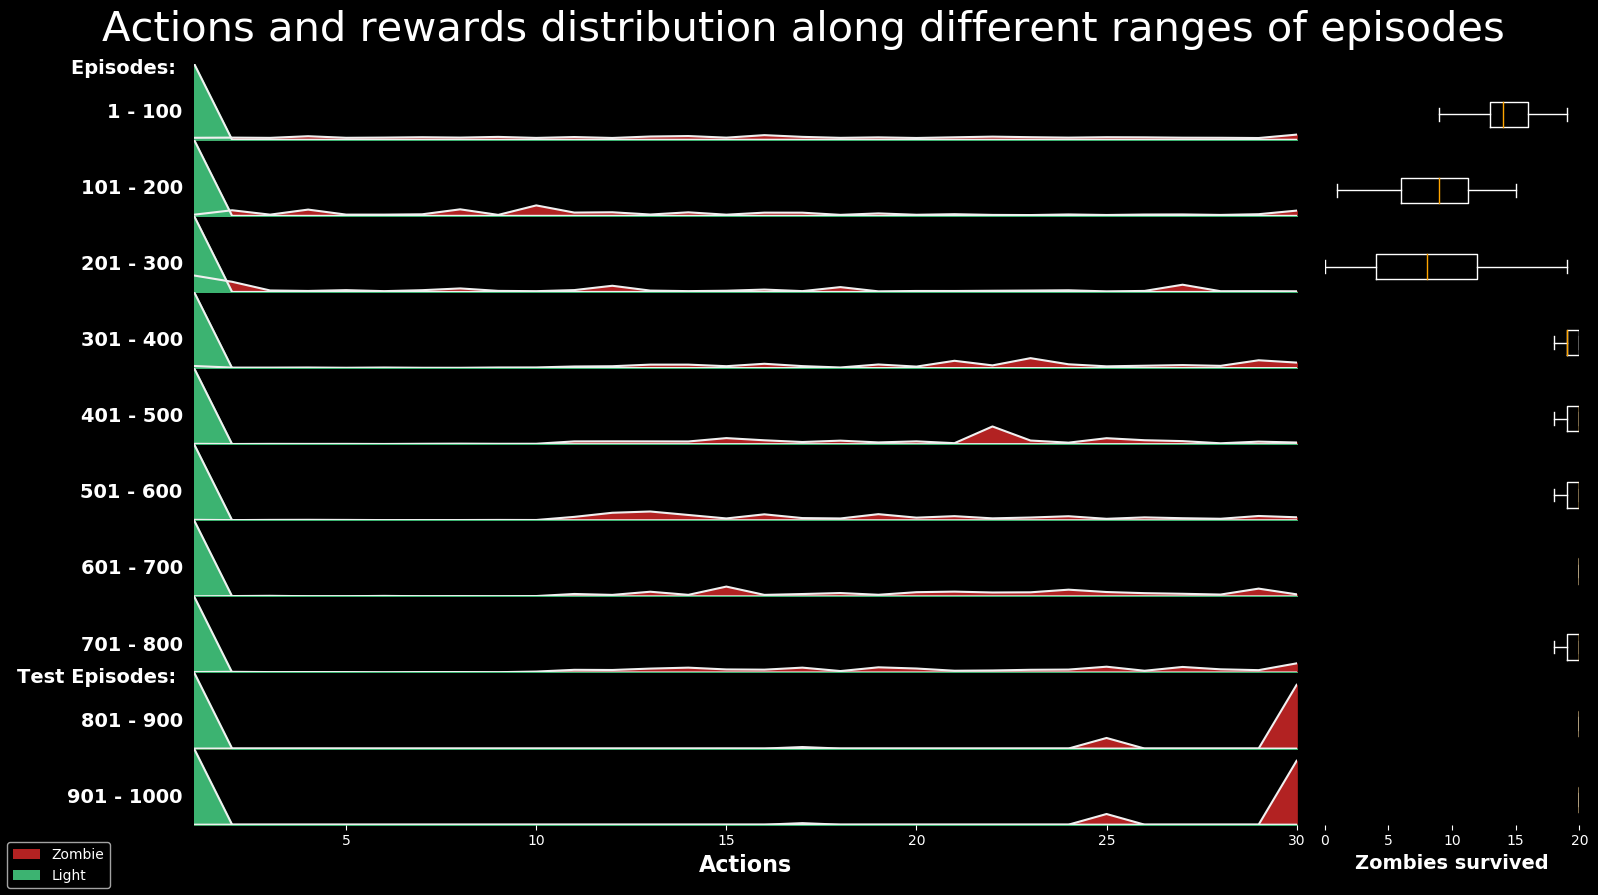 Actions and rewards distribution along different ranges of episodes
Episodes:
1 - 100
101 - 200
201 - 300
301 - 400
401 - 500
501 - 600
601 - 700
701 - 800
Test Episodes:
801 - 900
901 - 1000
5 10 15 20 25 30
0 5 10 15 20
Actions
Zombies survived
Zombie
Light